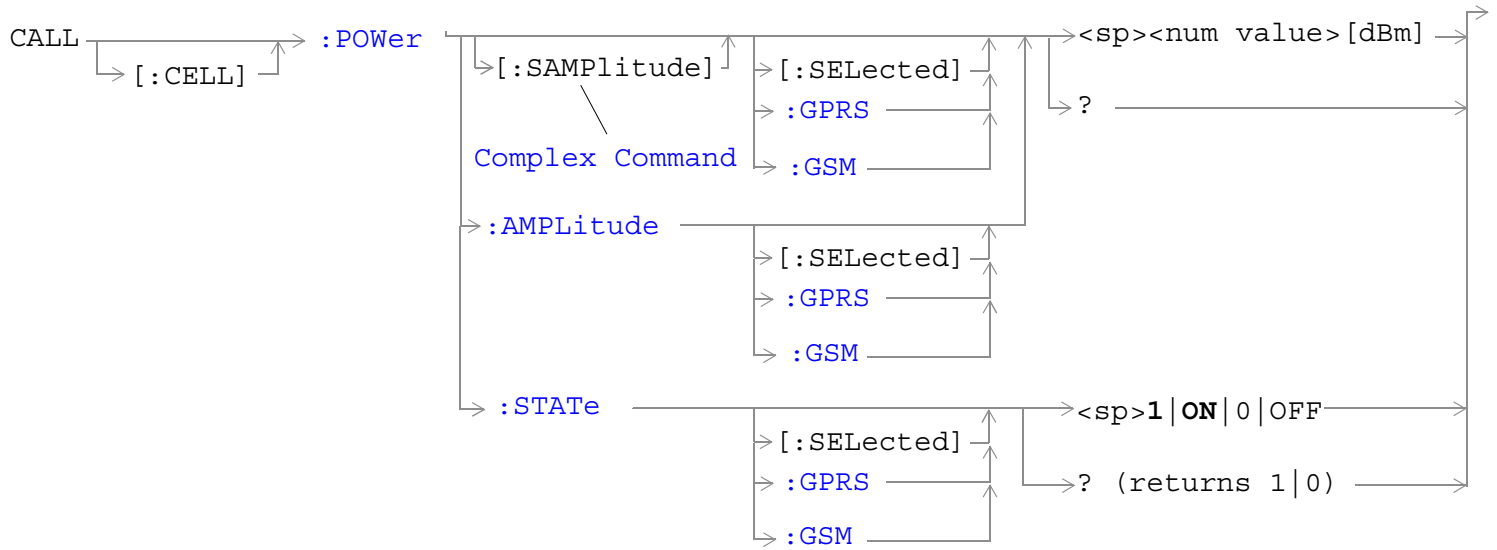 CALL :POWer <sp><num value>[dBm]
[:CELL] [:SAMPlitude] [:SELected]
:GPRS ?
Complex Command :GSM
:AMPLitude
[:SELected]
:GPRS
:GSM
:STATe <sp>1|ON|0|OFF
[:SELected]
:GPRS ? (returns 1|0)
:GSM